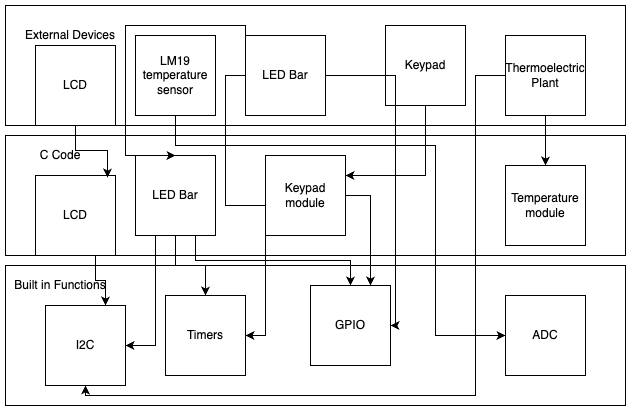 External Devices
LCD
LM19
temperature
sensor
LED Bar
Keypad
Thermoelectric
Plant
C Code
LCD
LED Bar
Keypad
module
Temperature
module
Built in Functions
I2C
Timers
GPIO
ADC